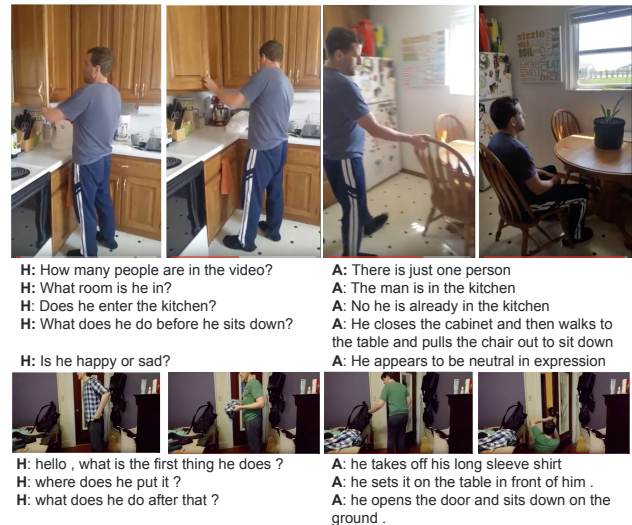 sizzle
BOIL
EAT
DICE
H: How many people are in the video?
A: There is just one person
H: What room is he in?
A: The man is in the kitchen
H: Does he enter the kitchen?
A: No he is already in the kitchen
H: What does he do before he sits down?
A: He closes the cabinet and then walks to
the table and pulls the chair out to sit down
H: Is he happy or sad?
A: He appears to be neutral in expression
H: hello , what is the first thing he does ?
A: he takes off his long sleeve shirt
H: where does he put it ?
A: he sets it on the table in front of him .
H: what does he do after that ?
A: he opens the door and sits down on the
ground .